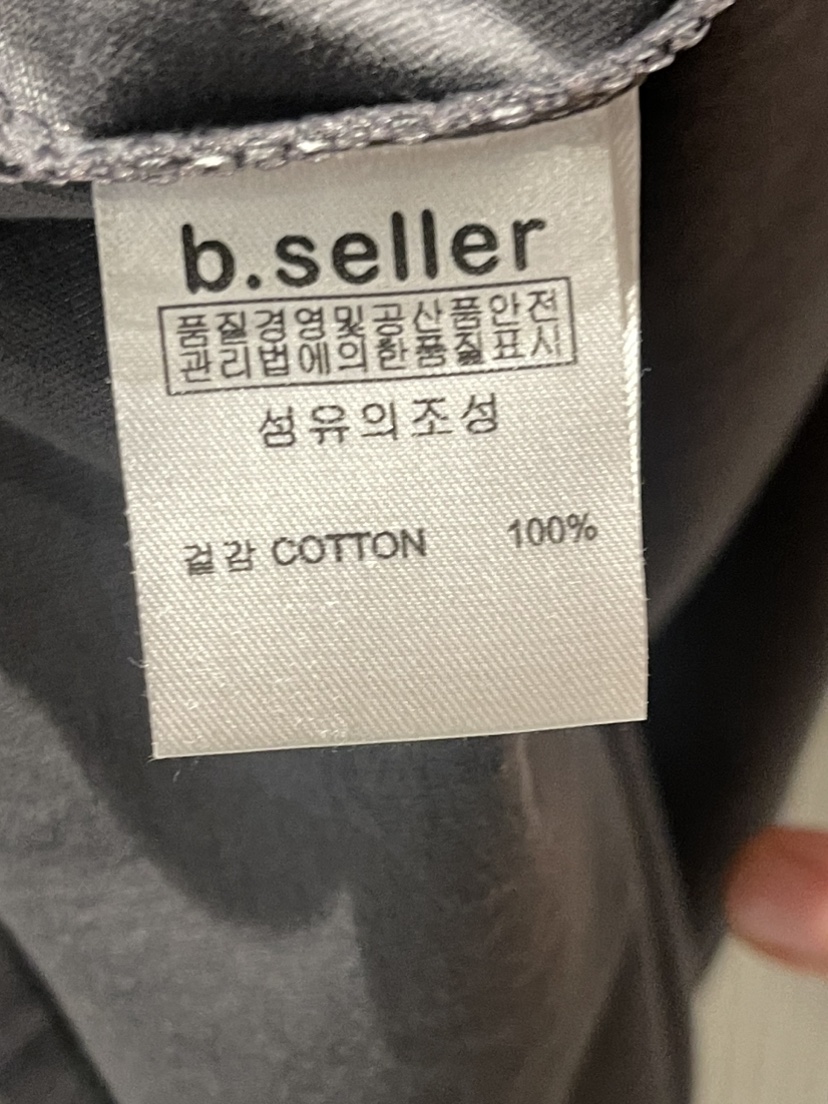 b.seller
품질경영및공산품안전
관리법에의한품질표시
섬유의조성
겉감 COTTON 100%